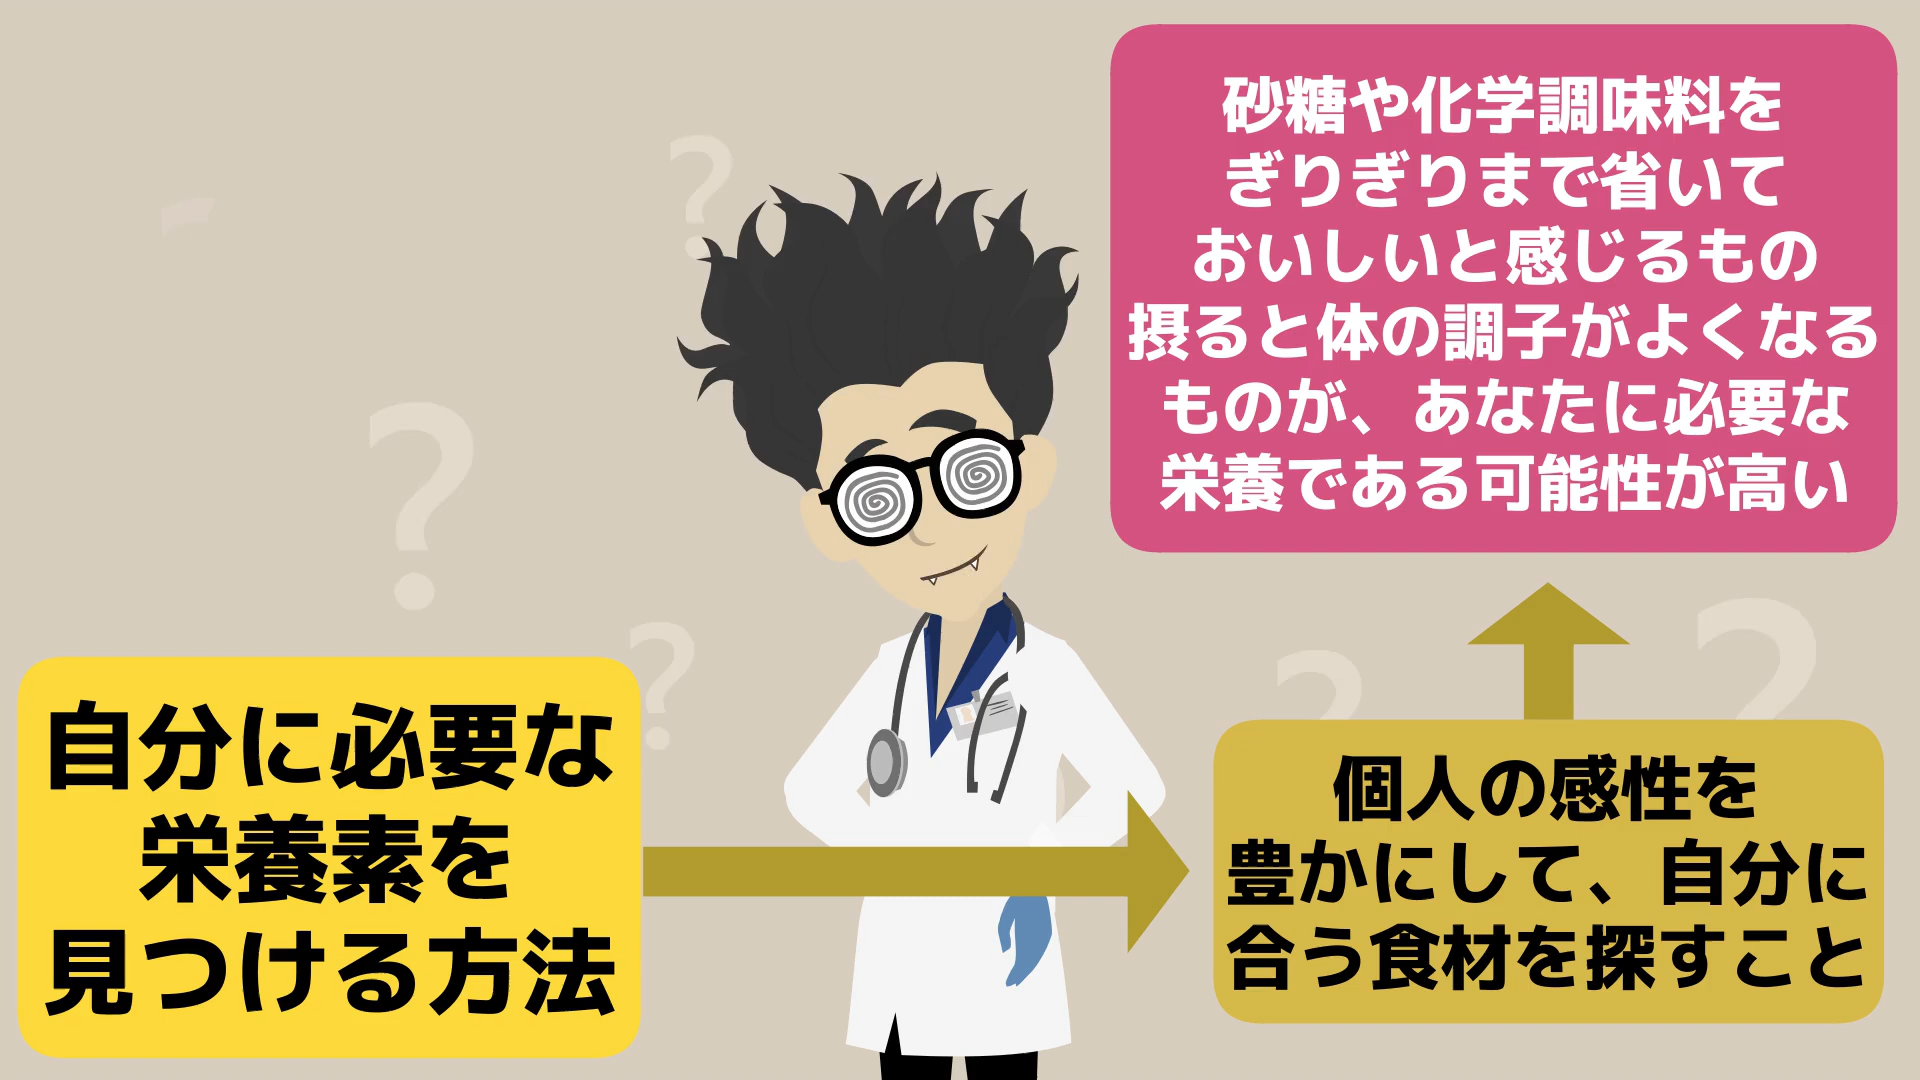 自分に必要な
栄養素を
見つける方法
個人の感性を
豊かにして、自分に
合う食材を探すこと
砂糖や化学調味料を
ぎりぎりまで省いて
おいしいと感じるもの
摂ると体の調子がよくなる
ものが、あなたに必要な
栄養である可能性が高い